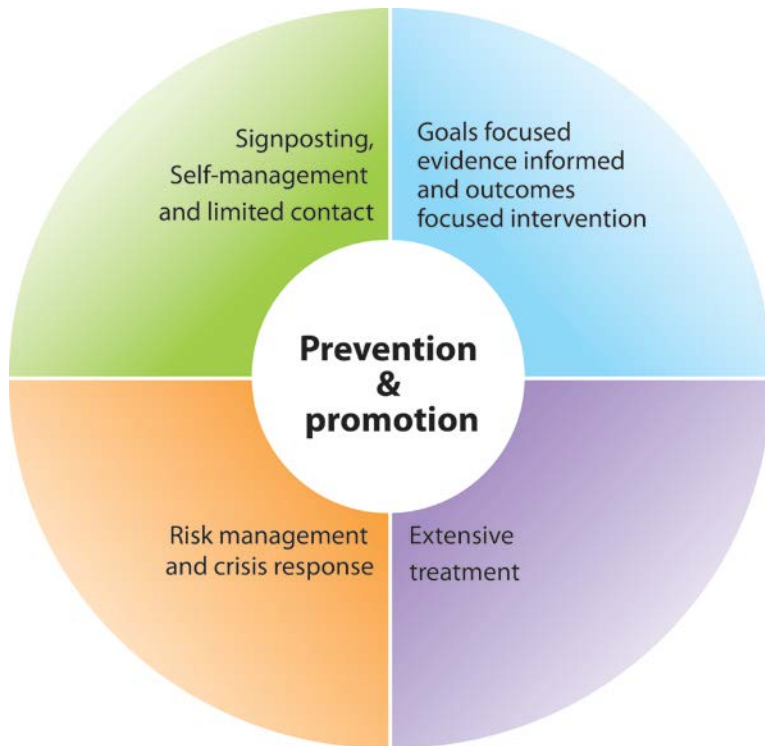 Signposting,
Self-management
and limited contact
Goals focused
evidence informed
and outcomes
focused intervention
Prevention
&
promotion
Risk management
and crisis response
Extensive
treatment